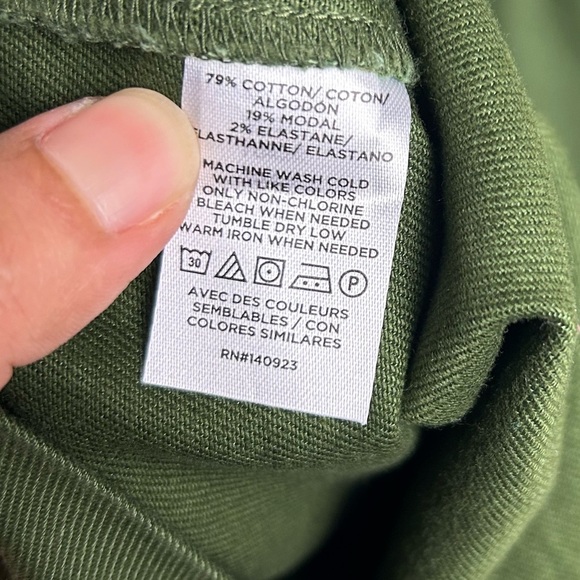 79% COTTON/ COTON/
ALGODÓN
19% MODAL
2% ELASTANE/
ELASTHANNE/ ELASTANO
MACHINE WASH COLD
WITH LIKE COLORS
ONLY NON-CHLORINE
BLEACH WHEN NEEDED
TUMBLE DRY LOW
WARM IRON WHEN NEEDED
30 P
AVEC DES COULEURS
SEMBLABLES / CON
COLORES SIMILARES
RN#140923